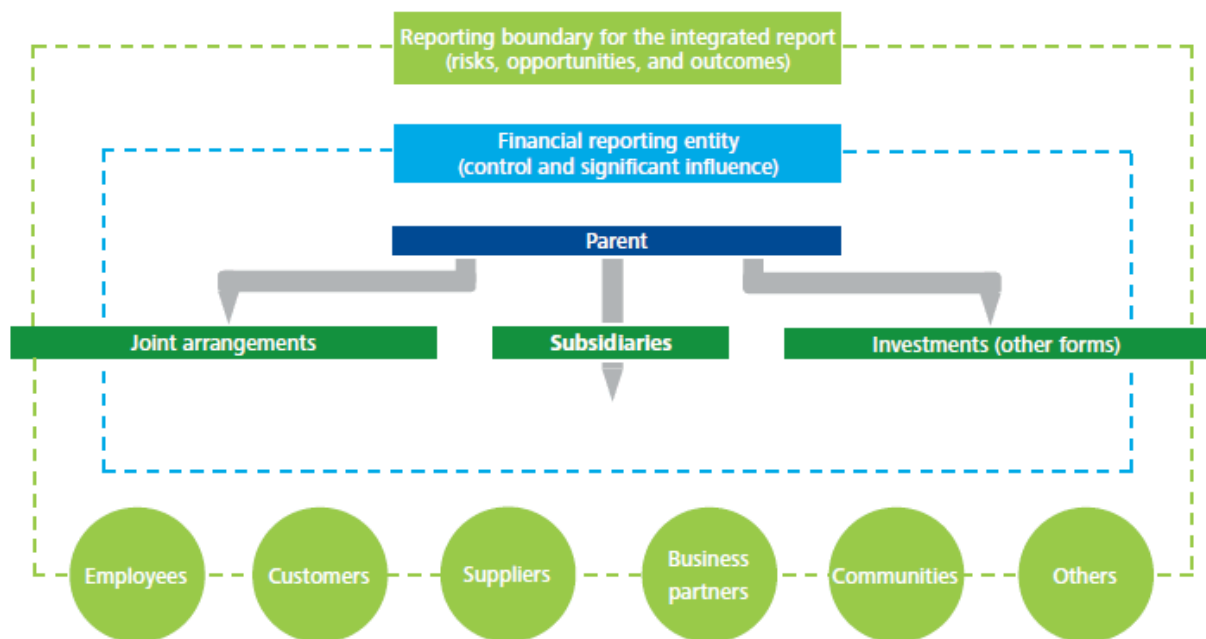 Reporting boundary for the integrated report
(risks, opportunities, and outcomes)
Financial reporting entity
(control and significant influence)
Parent
Joint arrangements
Subsidiaries
Investments (other forms)
Employees
Customers
Suppliers
Business
partners
Communities
Others